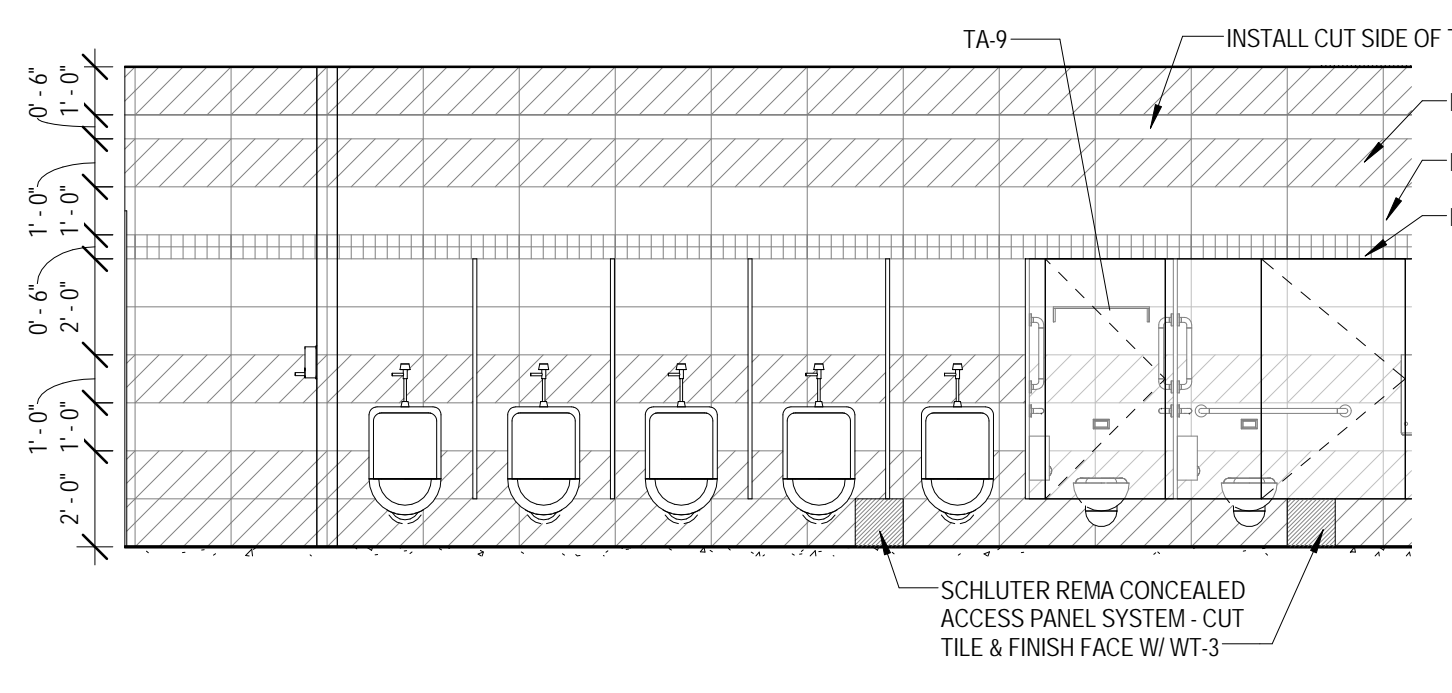 TA-9
INSTALL CUT SIDE OF
0' - 6"
1' - 0"
1' - 0"
1' - 0"
0' - 6"
2' - 0"
1' - 0"
1' - 0"
2' - 0"
SCHLUTER REMA CONCEALED
ACCESS PANEL SYSTEM - CUT
TILE & FINISH FACE W/ WT-3